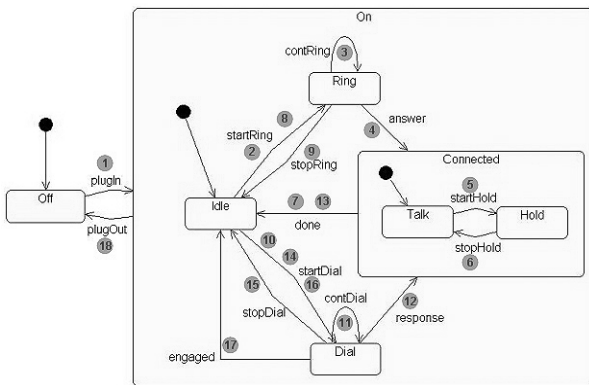 On
contRing
3
Ring
8
startRing
2
9
stopRing
4
answer
1
plugIn
Off
plugOut
18
Idle
7 13
done
Connected
5
startHold
Talk
Hold
stopHold
6
10
14
startDial
16
15
stopDial
contDial
11
12
response
engaged
17
Dial